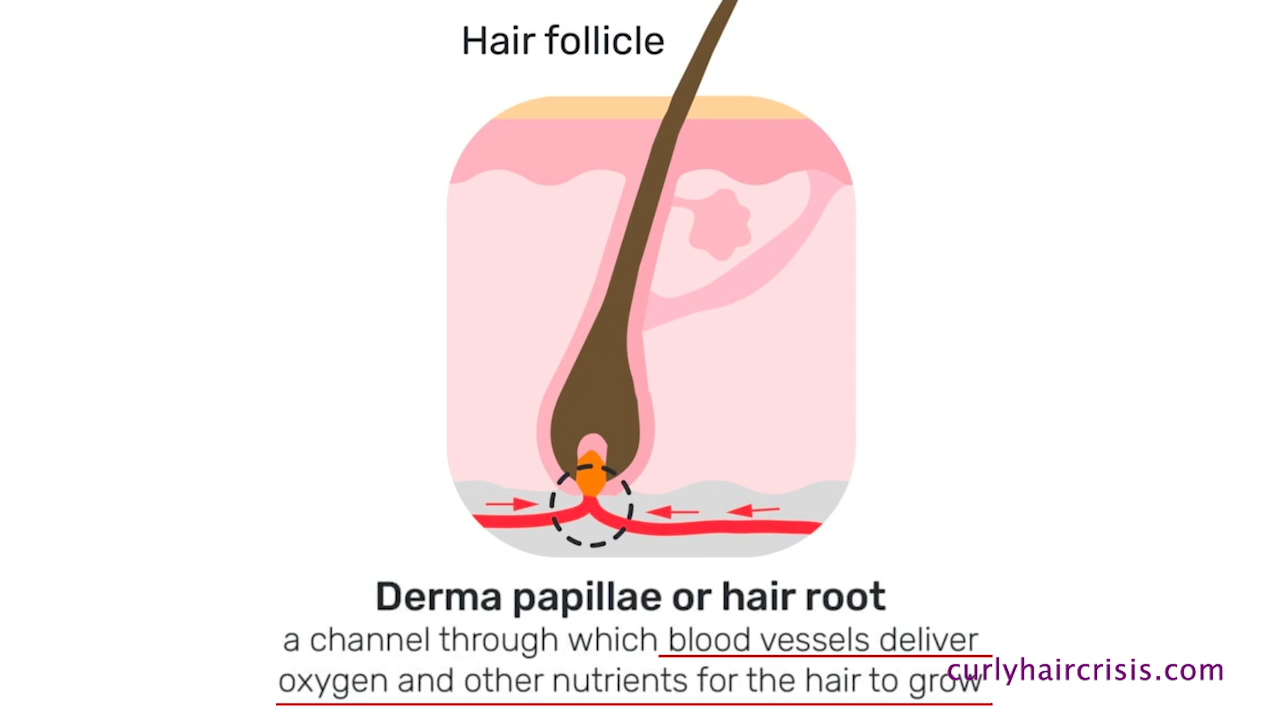 Hair follicle
Derma papillae or hair root
a channel through which blood vessels deliver
oxygen and other nutrients for the hair to grow
curlyhaircrisis.com